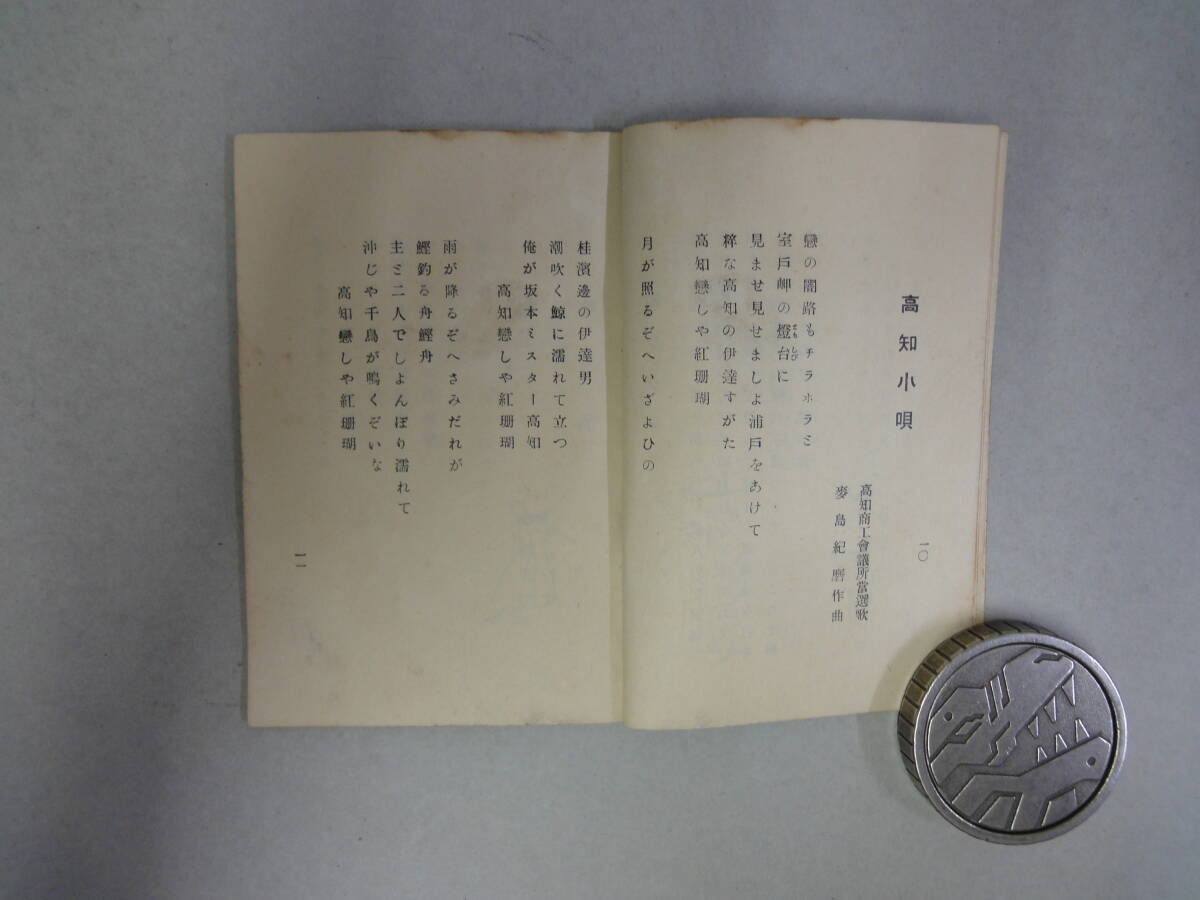 高知小唄
高知商工會議所當選歌
麥島紀麿作曲
戀の闇路もチラホラミ
室戸岬の燈台に
ともしび
見ませ見せましよ浦戸をあけて
粹な高知の伊達すがた
高知戀しや紅珊瑚
月が照るぞへいざよひの
一〇
桂濱邊の伊達男
潮吹く鯨に濡れて立つ
俺が坂本ミスター高知
高知戀しや紅珊瑚
雨が降るぞへさみだれが
鰹釣る舟鰹舟
主ミ二人でしよんぼり濡れて
沖じや千鳥が鳴くぞいな
高知戀しや紅珊瑚
一一